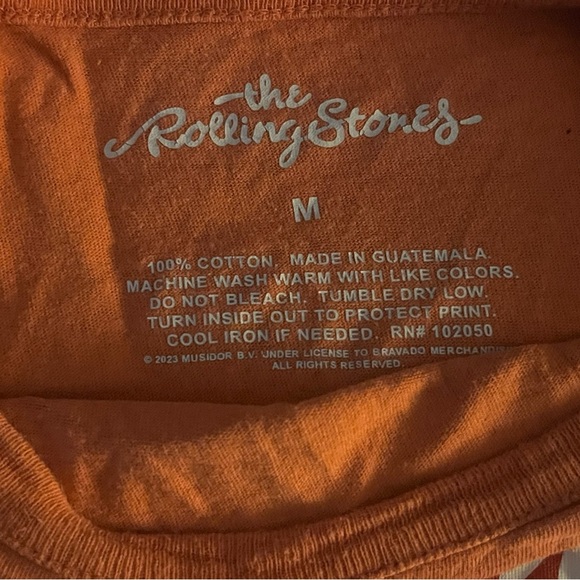 the
Rolling Stones
M
100% COTTON. MADE IN GUATEMALA.
MACHINE WASH WARM WITH LIKE COLORS.
DO NOT BLEACH. TUMBLE DRY LOW.
TURN INSIDE OUT TO PROTECT PRINT.
COOL IRON IF NEEDED. RN# 102050
© 2023 MUSIDOR B.V. UNDER LICENSE TO BRAVADO
ALL RIGHTS RESERVED.